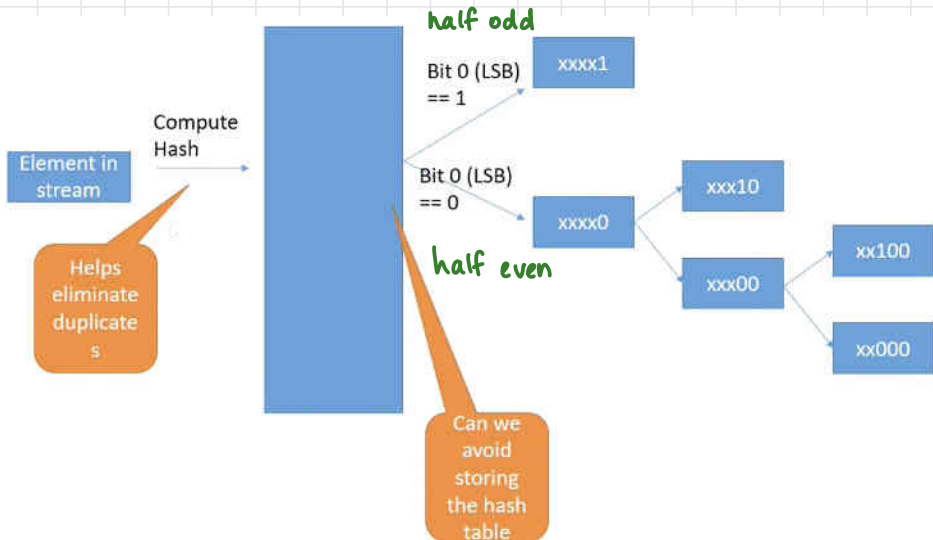 half odd
Bit 0 (LSB)
== 1
xxxx1
Compute
Hash
Element in
stream
Bit 0 (LSB)
== 0
xxxx0
xxx10
xxx00
xx100
xx000
half even
Helps
eliminate
duplicate
s
Can we
avoid
storing
the hash
table